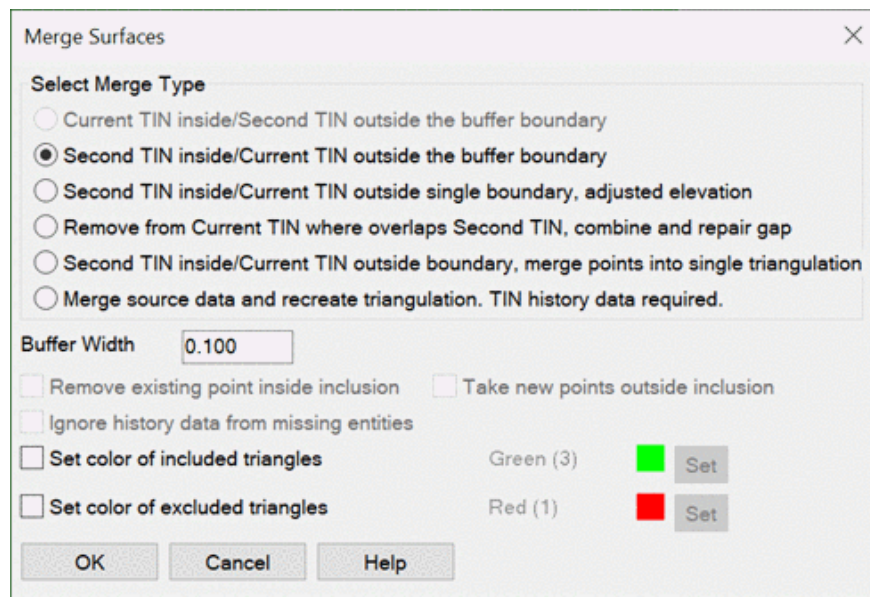 Merge Surfaces
Select Merge Type
Current TIN inside/Second TIN outside the buffer boundary
Second TIN inside/Current TIN outside the buffer boundary
Second TIN inside/Current TIN outside single boundary, adjusted elevation
Remove from Current TIN where overlaps Second TIN, combine and repair gap
Second TIN inside/Current TIN outside boundary, merge points into single triangulation
Merge source data and recreate triangulation. TIN history data required.
Buffer Width 0.100
Remove existing point inside inclusion Take new points outside inclusion
Ignore history data from missing entities
Set color of included triangles Green (3) Set
Set color of excluded triangles Red (1) Set
OK Cancel Help